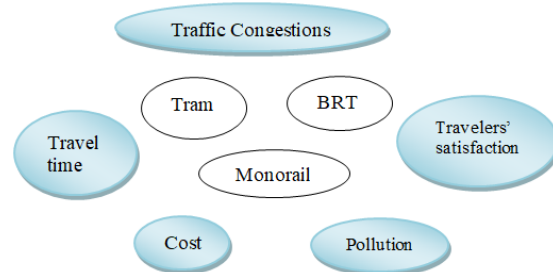 Traffic Congestions
Tram
BRT
Travel
time
Travelers'
satisfaction
Monorail
Cost
Pollution